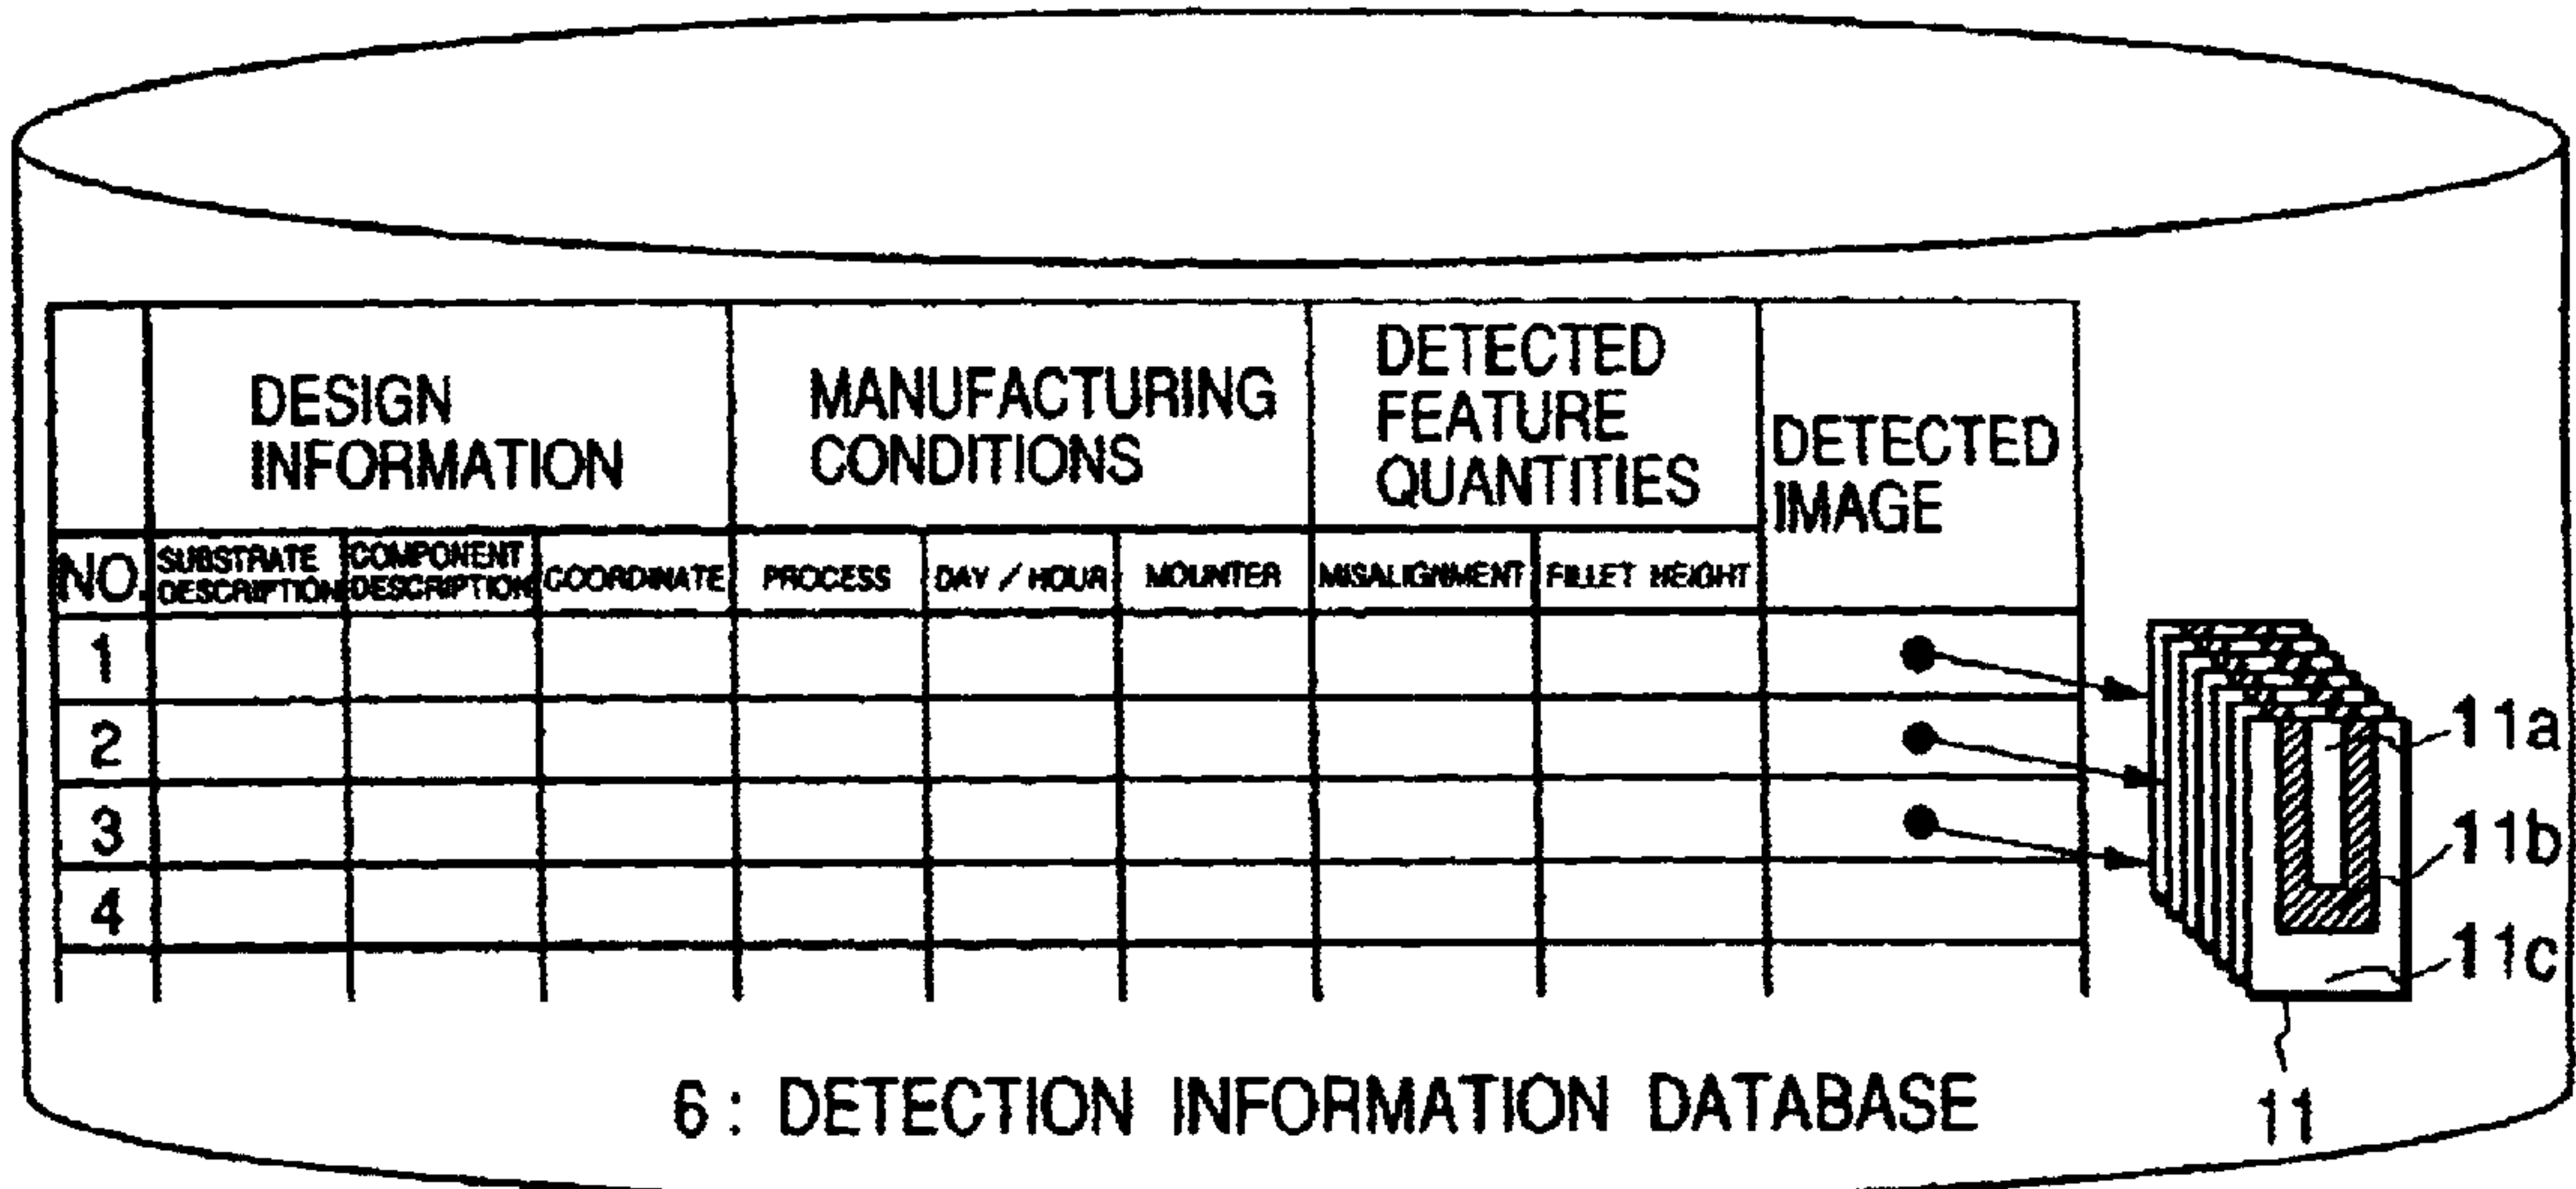 DESIGN
INFORMATION
MANUFACTURING
CONDITIONS
DETECTED
FEATURE
QUANTITIES
DETECTED
IMAGE
NO.
SUBSTRATE
DESCRIPTION
COMPONENT
DESCRIPTION
COORDINATE
PROCESS
DAY / HOUR
MOUNTER
MISALIGNMENT
FILLET HEIGHT
1
2
3
4
11a
11b
11c
11
6 : DETECTION INFORMATION DATABASE